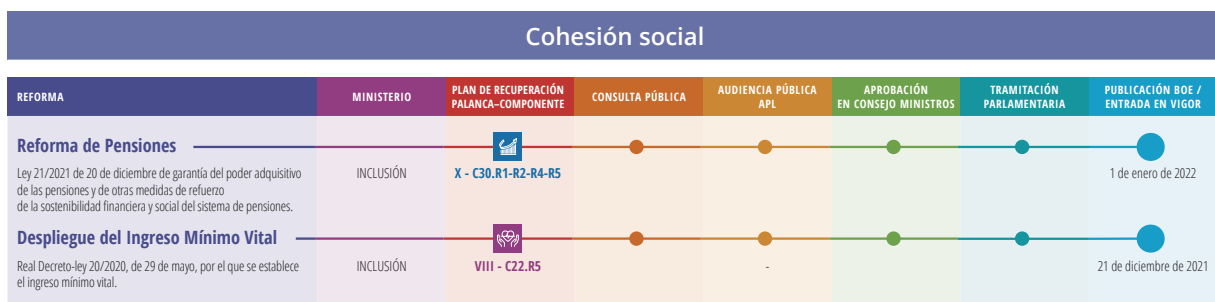 Cohesión social
REFORMA
MINISTERIO
PLAN DE RECUPERACIÓN
PALANCA–COMPONENTE
CONSULTA PÚBLICA
AUDIENCIA PÚBLICA
APL
APROBACIÓN
EN CONSEJO MINISTROS
TRAMITACIÓN
PARLAMENTARIA
PUBLICACIÓN BOE /
ENTRADA EN VIGOR
Reforma de Pensiones
Ley 21/2021 de 20 de diciembre de garantía del poder adquisitivo
de las pensiones y de otras medidas de refuerzo
de la sostenibilidad financiera y social del sistema de pensiones.
INCLUSIÓN
X - C30.R1-R2-R4-R5
1 de enero de 2022
Despliegue del Ingreso Mínimo Vital
Real Decreto-ley 20/2020, de 29 de mayo, por el que se establece
el ingreso mínimo vital.
INCLUSIÓN
VIII - C22.R5
-
21 de diciembre de 2021